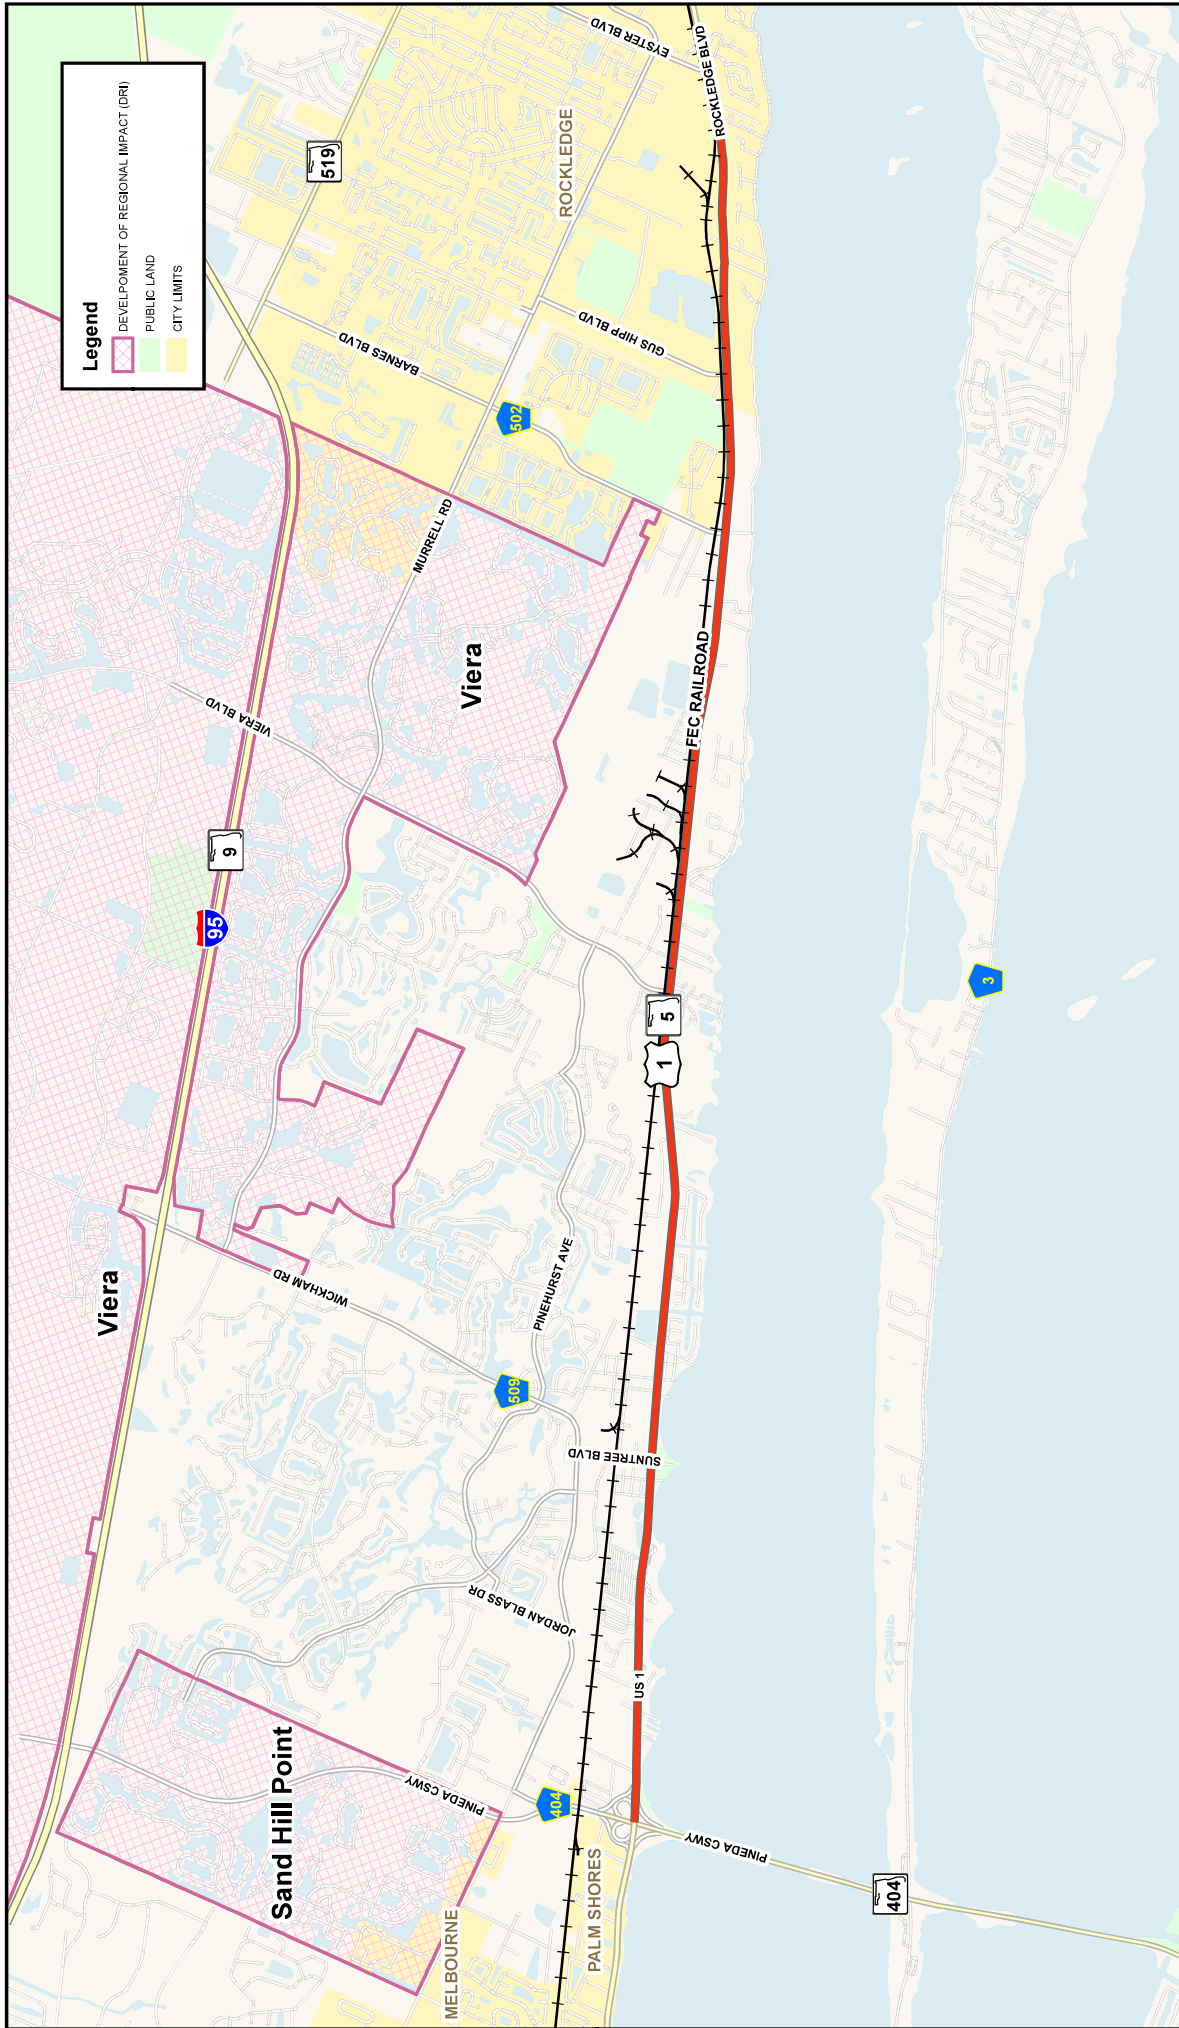 Legend
DEVELPOMENT OF REGIONAL IMPACT (DRI)
PUBLIC LAND
CITY LIMITS
EYSTER BLVD
ROCKLEDGE BLVD
519
ROCKLEDGE
BARNES BLVD
GUS HIPP BLVD
502
MURRELL RD
Viera
VIERA BLVD
FEC RAILROAD
9
95
5
1
3
Viera
WICKHAM RD
PINEHURST AVE
509
SUNTREE BLVD
JORDAN BLASS DR
US 1
Sand Hill Point
PINEDA CSWY
404
PINEDA CSWY
PALM SHORES
MELBOURNE
404